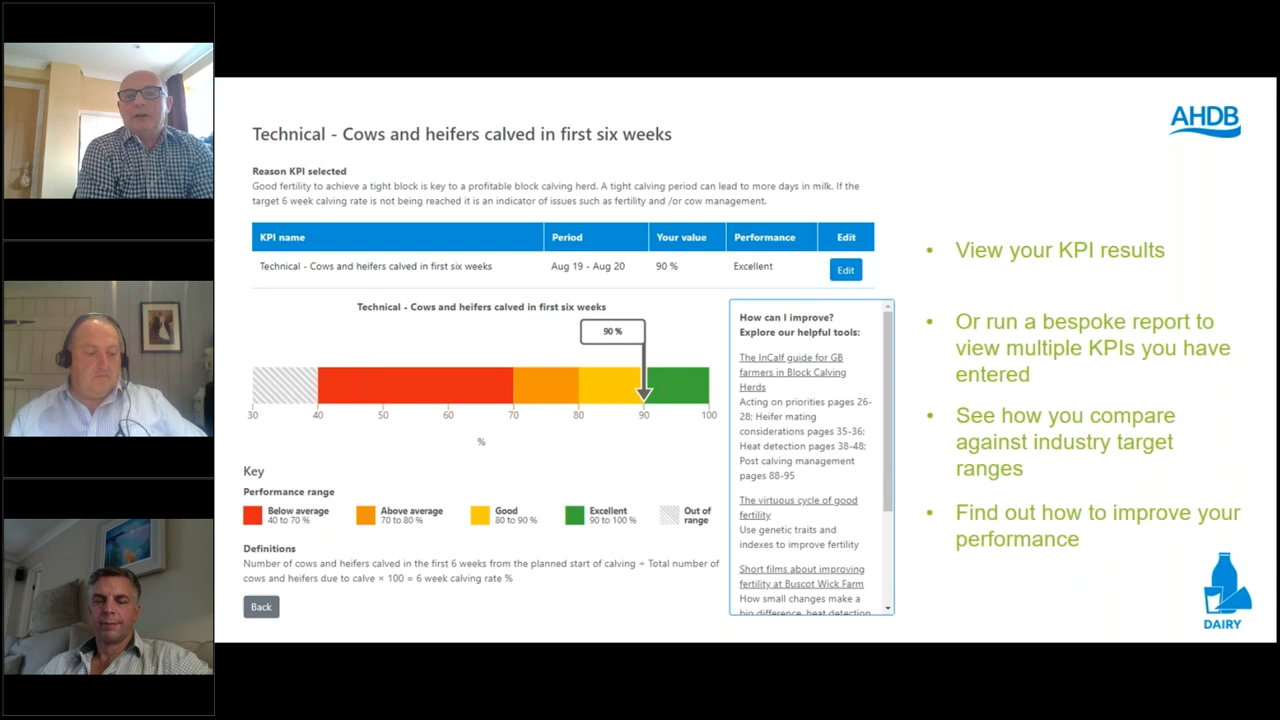 AHDB
Technical - Cows and heifers calved in first six weeks
Reason KPI selected
Good fertility to achieve a tight block is key to a profitable block calving herd. A tight calving period can lead to more days in milk. If the
target 6 week calving rate is not being reached it is an indicator of issues such as fertility and /or cow management.
KPI name Period Your value Performance Edit
Technical - Cows and heifers calved in first six weeks Aug 19 - Aug 20 90 % Excellent Edit
Technical - Cows and heifers calved in first six weeks
90 %
30 40 50 60 70 80 90 100
%
Key
Performance range
Below average
40 to 70 %
Above average
70 to 80 %
Good
80 to 90 %
Excellent
90 to 100 %
Out of
range
Definitions
Number of cows and heifers calved in the first 6 weeks from the planned start of calving ÷ Total number of
cows and heifers due to calve × 100 = 6 week calving rate %
Back
How can I improve?
Explore our helpful tools:
The InCalf guide for GB
farmers in Block Calving
Herds
Acting on priorities pages 26-
28; Heifer mating
considerations pages 35-36;
Heat detection pages 38-48;
Post calving management
pages 88-95
The virtuous cycle of good
fertility
Use genetic traits and
indexes to improve fertility
Short films about improving
fertility at Buscot Wick Farm
How small changes make a
big difference, heat detection
• View your KPI results
• Or run a bespoke report to
view multiple KPIs you have
entered
• See how you compare
against industry target
ranges
• Find out how to improve your
performance
DAIRY